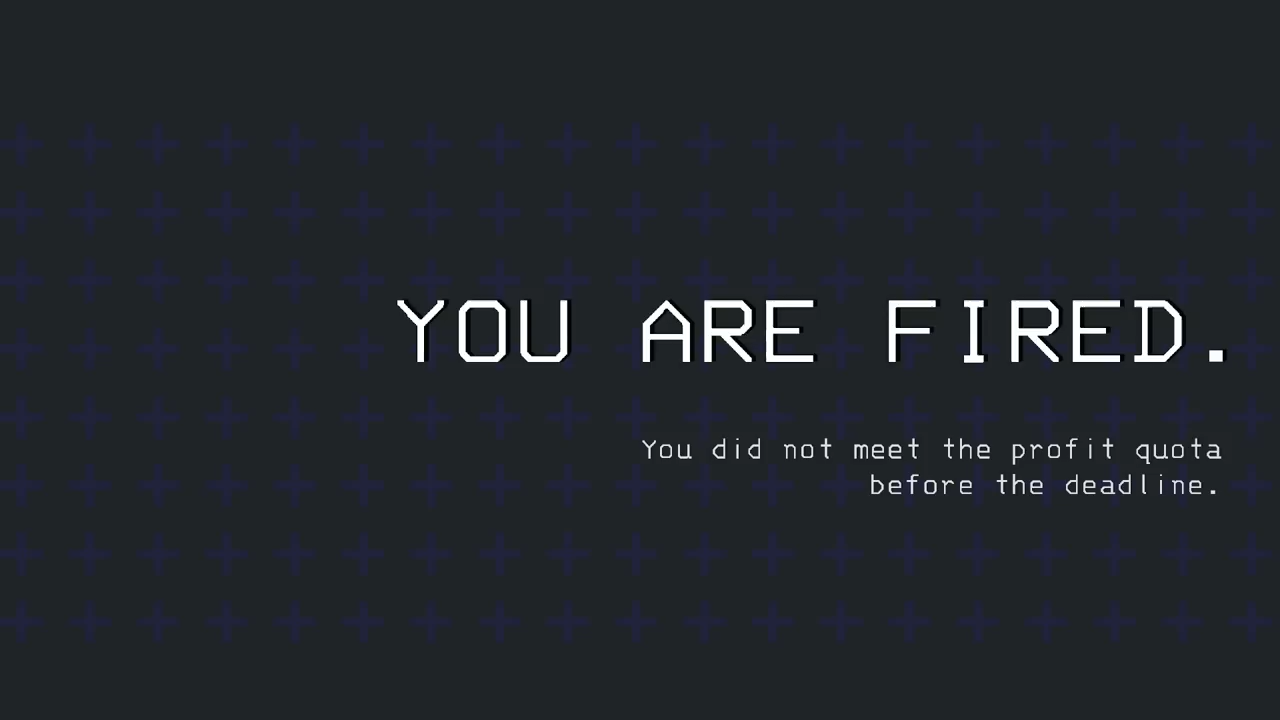 YOU ARE FIRED.
You did not meet the profit quota
before the deadline.